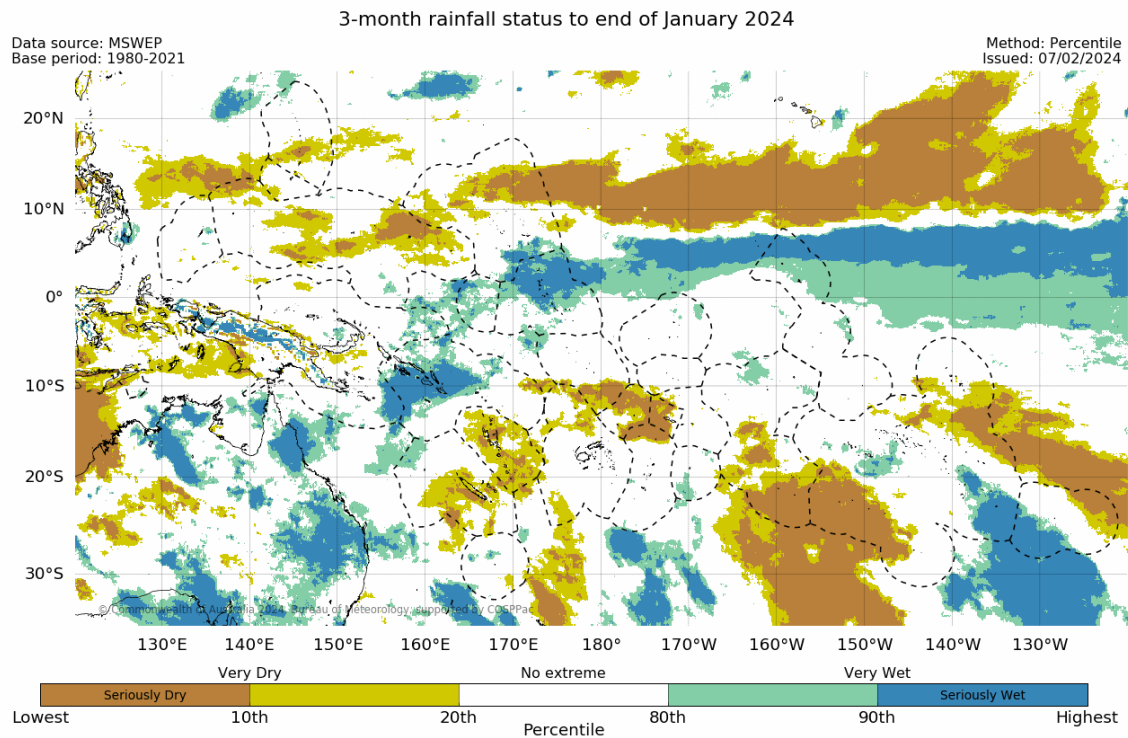 3-month rainfall status to end of January 2024
Data source: MSWEP
Base period: 1980-2021
Method: Percentile
Issued: 07/02/2024
20°N
10°N
0°
10°S
20°S
30°S
© Commonwealth of Australia 2024, Bureau of Meteorology, supported by COSPPac
130°E 140°E 150°E 160°E 170°E 180° 170°W 160°W 150°W 140°W 130°W
Very Dry No extreme Very Wet
Seriously Dry Seriously Wet
Lowest 10th 20th 80th 90th Highest
Percentile